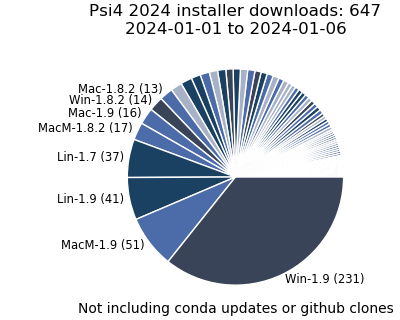 Psi4 2024 installer downloads: 647
2024-01-01 to 2024-01-06
Mac-1.8.2 (13)
Win-1.8.2 (14)
Mac-1.9 (16)
MacM-1.8.2 (17)
Lin-1.7 (37)
Lin-1.9 (41)
MacM-1.9 (51)
Win-1.9 (231)
Not including conda updates or github clones